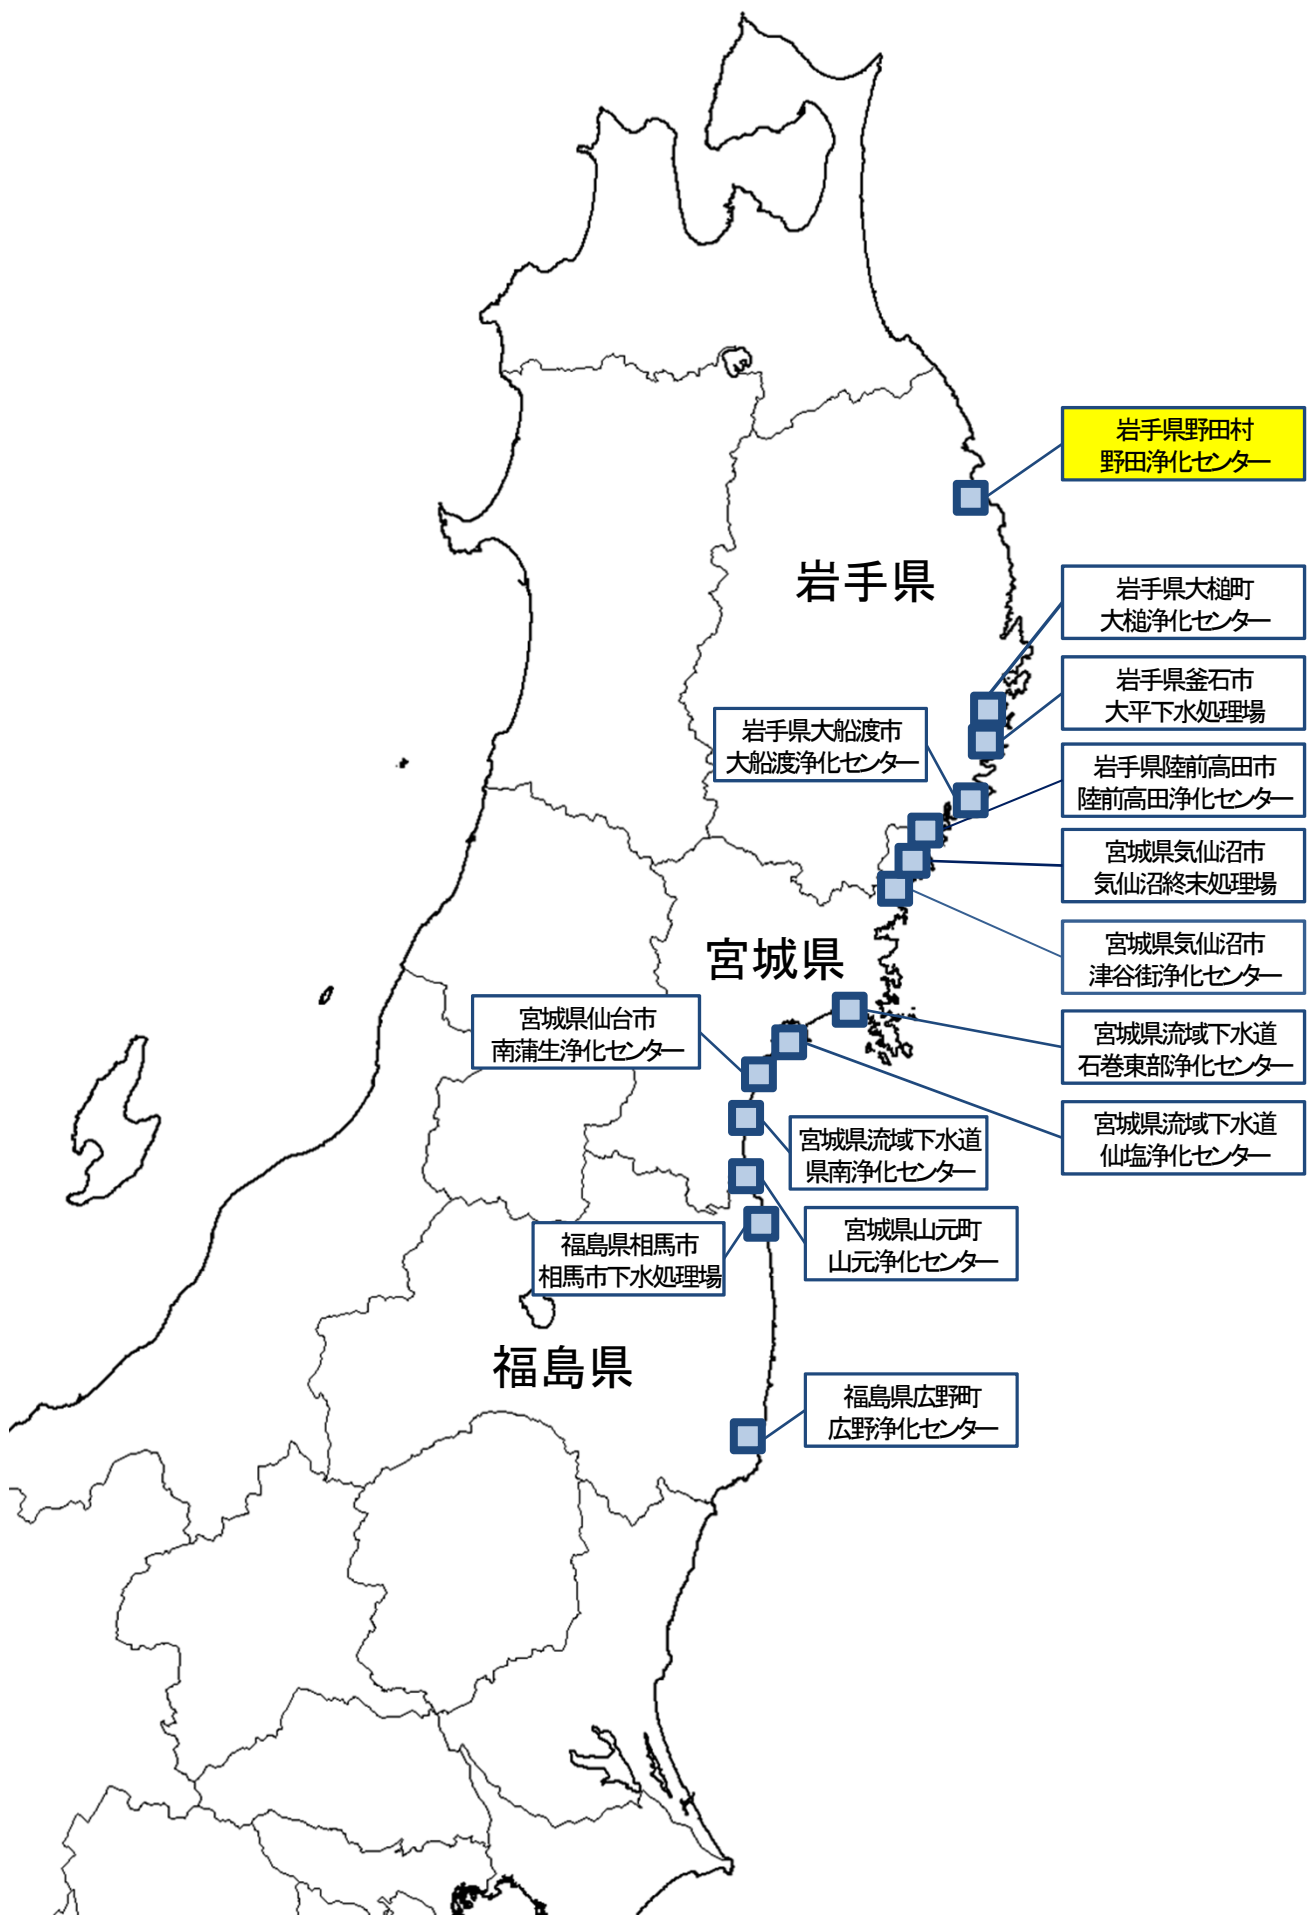 岩手県野田村
野田浄化センター
岩手県
岩手県大槌町
大槌浄化センター
岩手県釜石市
大平下水処理場
岩手県大船渡市
大船渡浄化センター
岩手県陸前高田市
陸前高田浄化センター
宮城県気仙沼市
気仙沼終末処理場
宮城県
宮城県気仙沼市
津谷街浄化センター
宮城県仙台市
南蒲生浄化センター
宮城県流域下水道
石巻東部浄化センター
宮城県流域下水道
仙塩浄化センター
宮城県流域下水道
県南浄化センター
宮城県山元町
山元浄化センター
福島県相馬市
相馬市下水処理場
福島県
福島県広野町
広野浄化センター